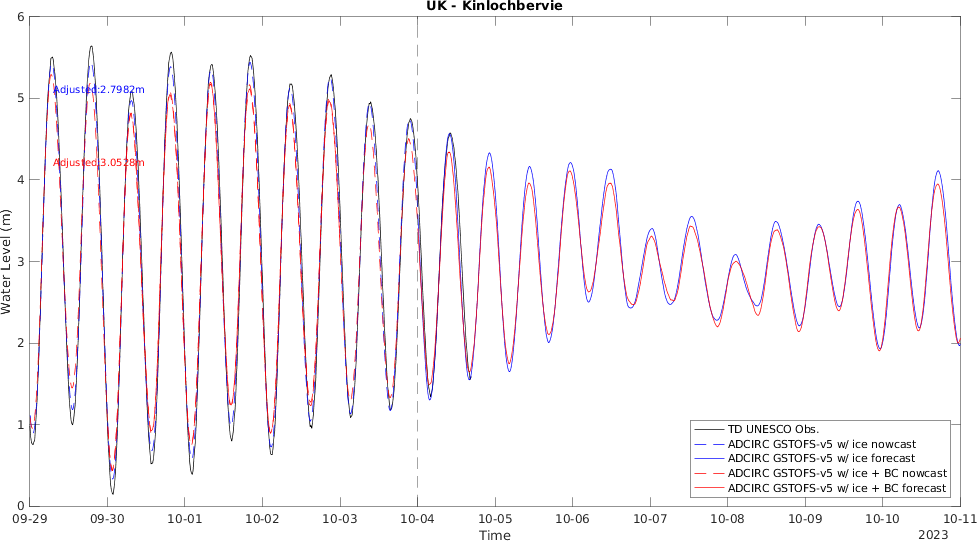 UK - Kinlochbervie
6
5
4
3
2
1
0
Water Level (m)
Adjusted:2.7982m
Adjusted:3.0528m
TD UNESCO Obs.
ADCIRC GSTOFS-v5 w/ ice nowcast
ADCIRC GSTOFS-v5 w/ ice forecast
ADCIRC GSTOFS-v5 w/ ice + BC nowcast
ADCIRC GSTOFS-v5 w/ ice + BC forecast
09-29 09-30 10-01 10-02 10-03 10-04 10-05 10-06 10-07 10-08 10-09 10-10 10-11
Time
2023